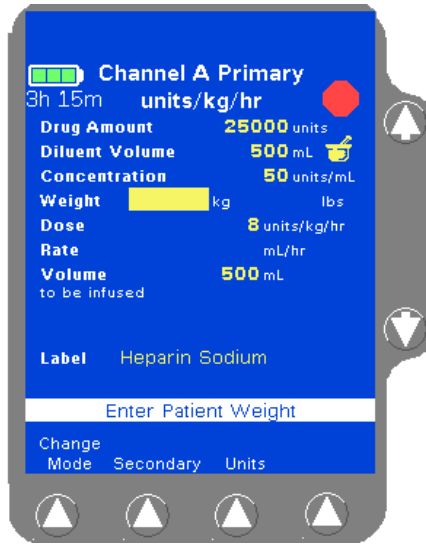 Channel A Primary
3h 15m units/kg/hr
Drug Amount 25000 units
Diluent Volume 500 mL
Concentration 50 units/mL
Weight kg lbs
Dose 8 units/kg/hr
Rate mL/hr
Volume 500 mL
to be infused
Label Heparin Sodium
Enter Patient Weight
Change
Mode Secondary Units